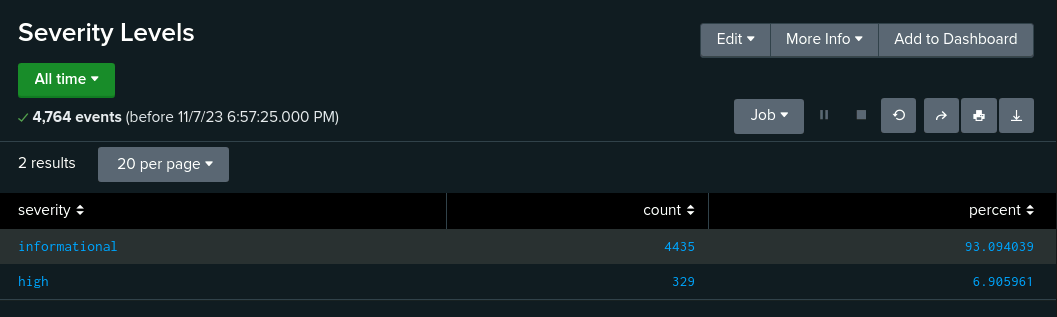 Severity Levels
Edit More Info Add to Dashboard
All time
4,764 events (before 11/7/23 6:57:25.000 PM)
Job
2 results 20 per page
severity count percent
informational 4435 93.094039
high 329 6.905961